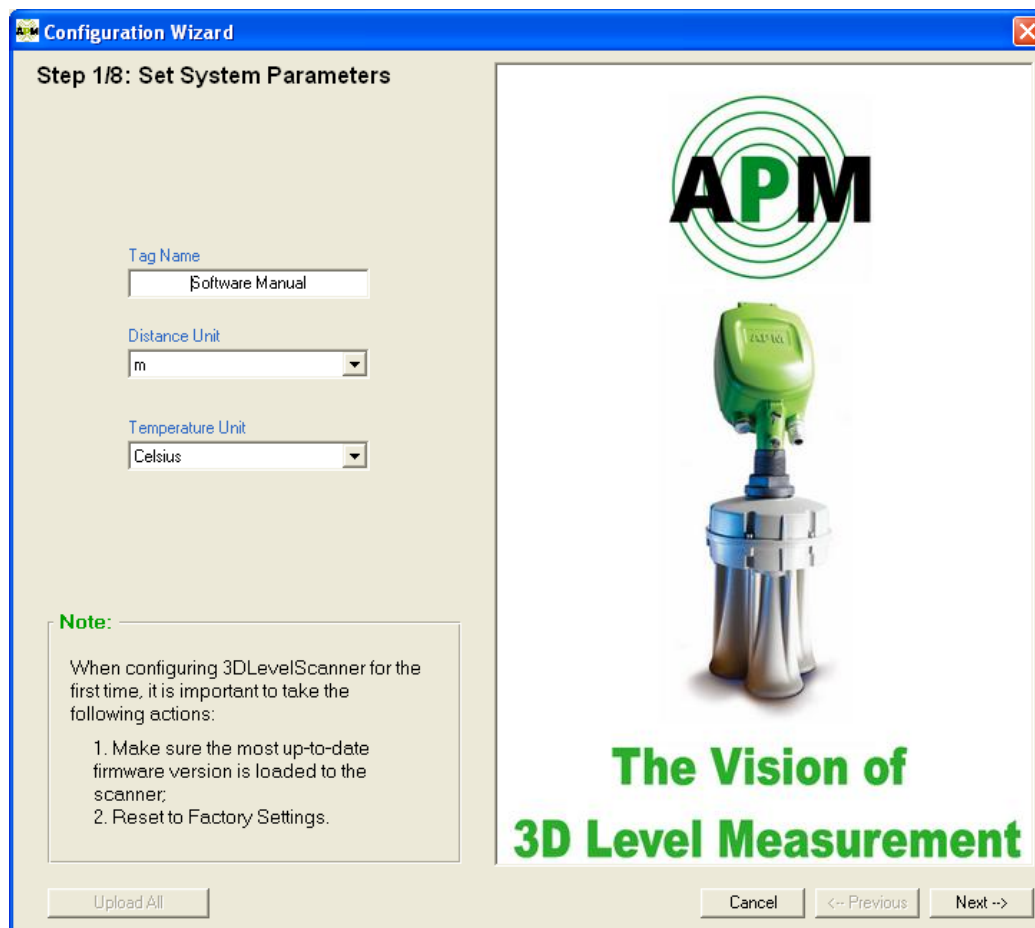 APM Configuration Wizard
Step 1/8: Set System Parameters
Tag Name
Software Manual
Distance Unit
m
Temperature Unit
Celsius
Note:
When configuring 3DLevelScanner for the
first time, it is important to take the
following actions:
1. Make sure the most up-to-date
firmware version is loaded to the
scanner;
2. Reset to Factory Settings.
APM
APM
The Vision of
3D Level Measurement
Upload All
Cancel
<-- Previous
Next -->